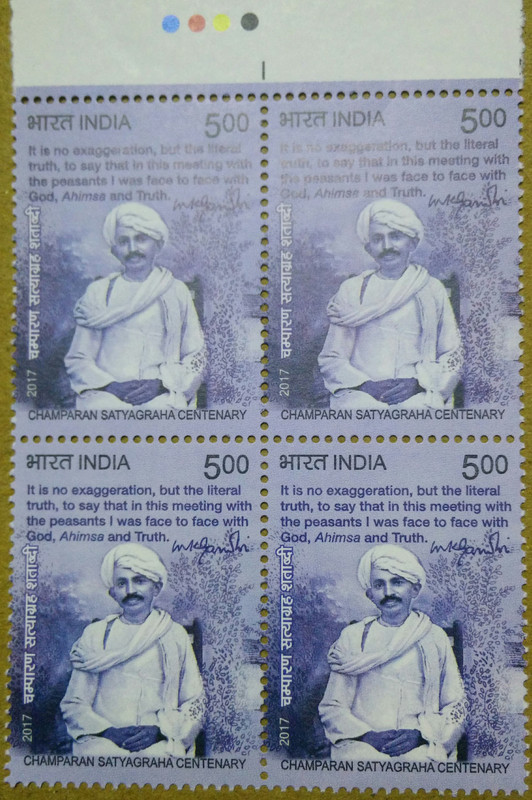 भारत INDIA 500
It is no exaggeration, but the literal
truth, to say that in this meeting with
the peasants I was face to face with
God, Ahimsa and Truth. MKGandhi
चम्पारण सत्याग्रह शताब्दी
2017
CHAMPARAN SATYAGRAHA CENTENARY
भारत INDIA 500
It is no exaggeration, but the literal
truth, to say that in this meeting with
the peasants I was face to face with
God, Ahimsa and Truth. MKGandhi
चम्पारण सत्याग्रह शताब्दी
2017
CHAMPARAN SATYAGRAHA CENTENARY
भारत INDIA 500
It is no exaggeration, but the literal
truth, to say that in this meeting with
the peasants I was face to face with
God, Ahimsa and Truth. MKGandhi
चम्पारण सत्याग्रह शताब्दी
2017
CHAMPARAN SATYAGRAHA CENTENARY
भारत INDIA 500
It is no exaggeration, but the literal
truth, to say that in this meeting with
the peasants I was face to face with
God, Ahimsa and Truth. MKGandhi
चम्पारण सत्याग्रह शताब्दी
2017
CHAMPARAN SATYAGRAHA CENTENARY